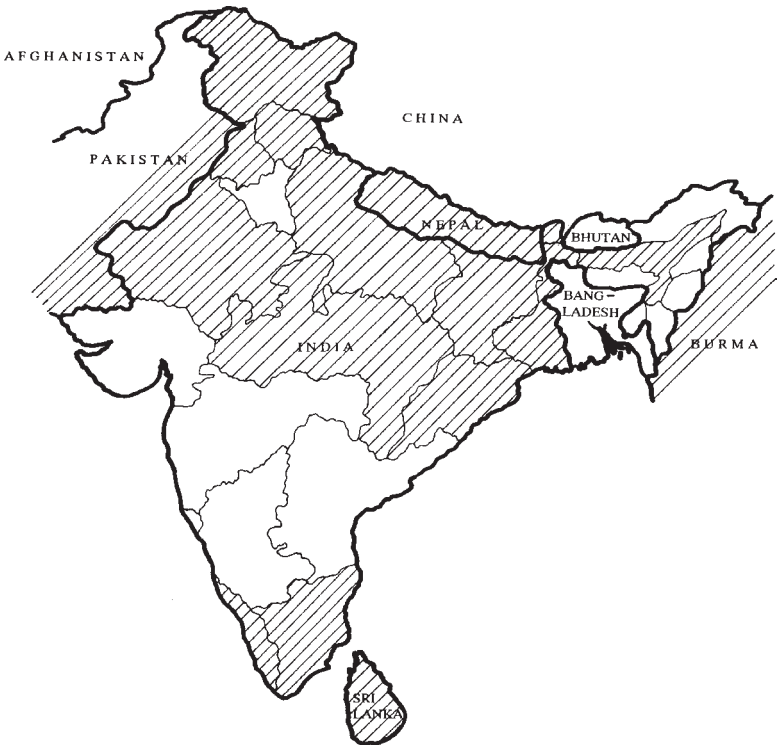 AFGHANISTAN
CHINA
PAKISTAN
NEPAL
BHUTAN
BANG-
LADESH
INDIA
BURMA
SRI
LANKA